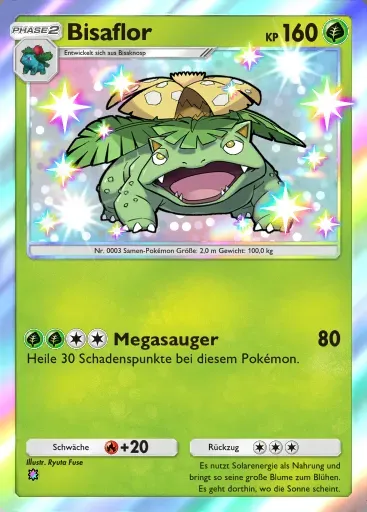 PHASE 2 Bisaflor KP 160
Entwickelt sich aus Bisaknosp
Nr. 0003 Samen-Pokémon Größe: 2,0 m Gewicht: 100,0 kg
Megasauger 80
Heile 30 Schadenspunkte bei diesem Pokémon.
Schwäche +20 Rückzug
Illustr. Ryuta Fuse
Es nutzt Solarenergie als Nahrung und
bringt so seine große Blume zum Blühen.
Es geht dorthin, wo die Sonne scheint.